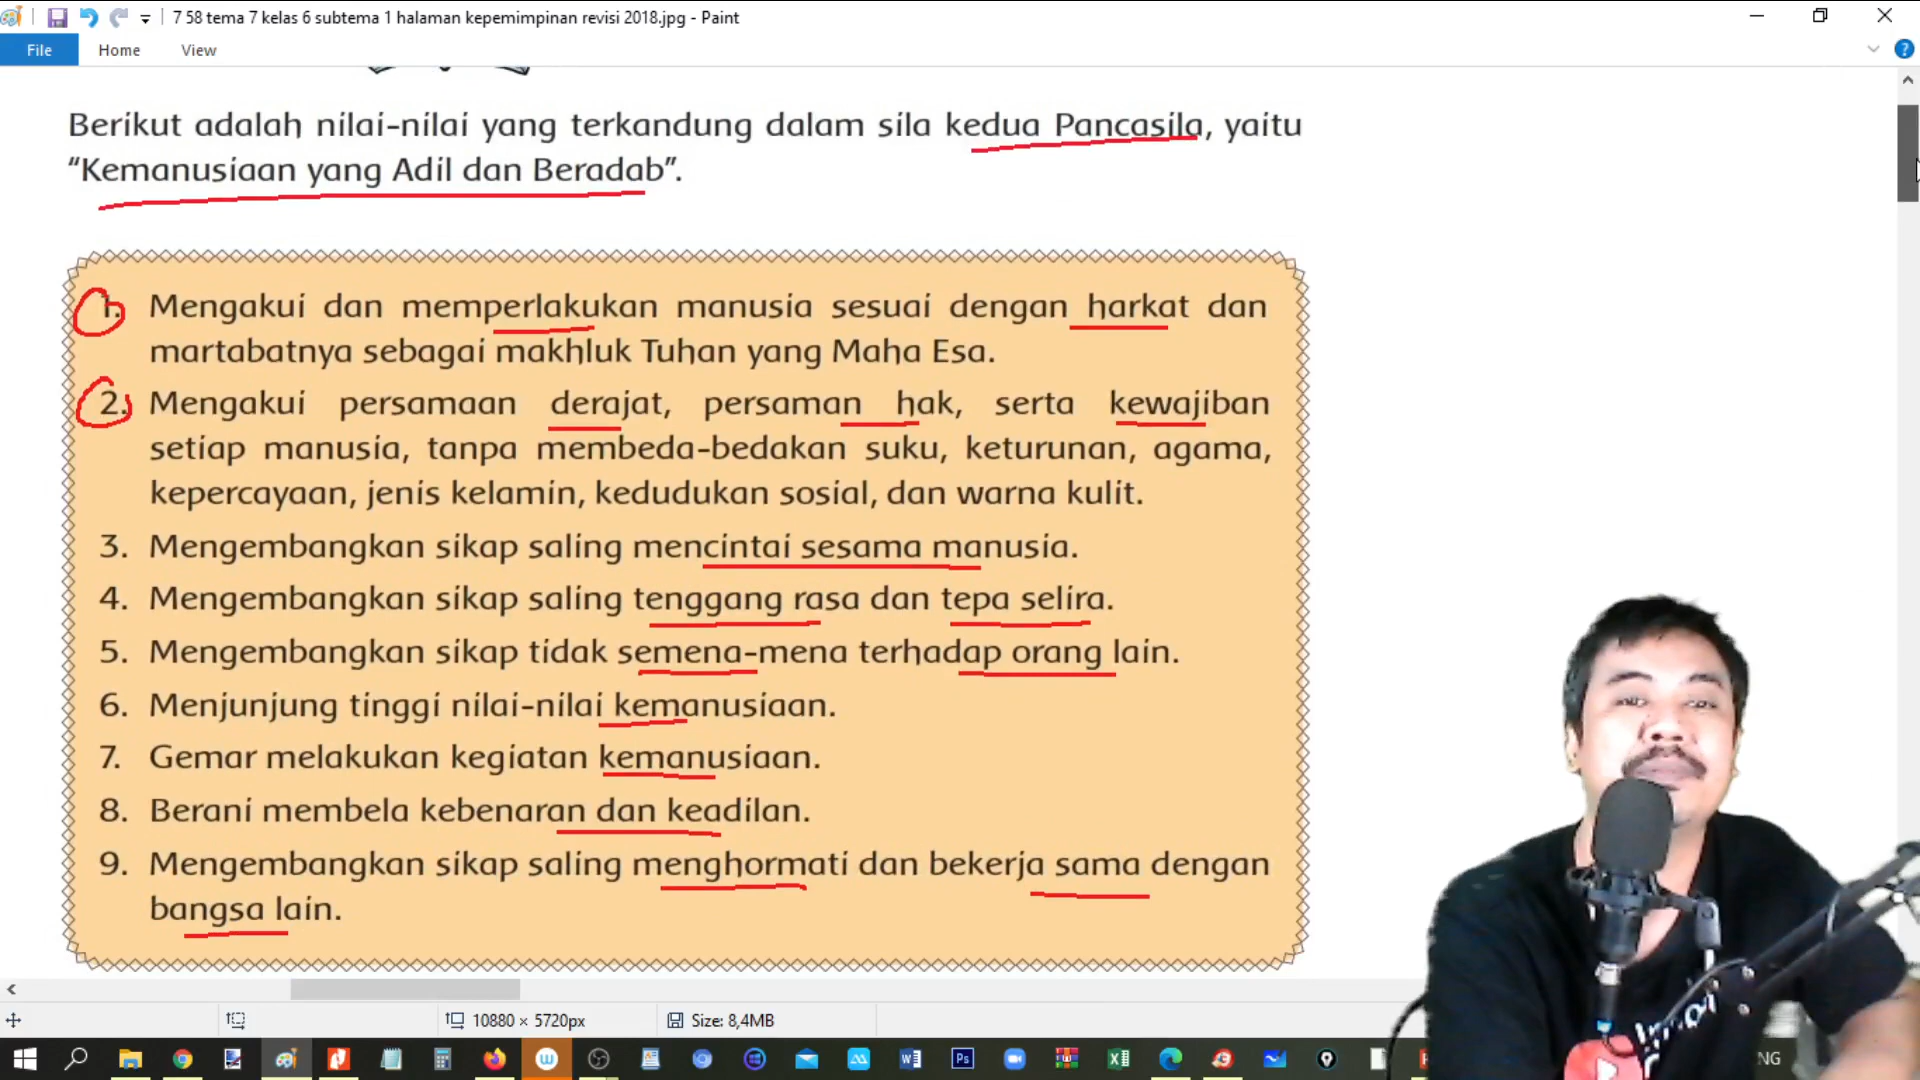 7 58 tema 7 kelas 6 subtema 1 halaman kepemimpinan revisi 2018.jpg - Paint
File Home View
Berikut adalah nilai-nilai yang terkandung dalam sila kedua Pancasila, yaitu
“Kemanusiaan yang Adil dan Beradab”.
1. Mengakui dan memperlakukan manusia sesuai dengan harkat dan
martabatnya sebagai makhluk Tuhan yang Maha Esa.
2. Mengakui persamaan derajat, persaman hak, serta kewajiban
setiap manusia, tanpa membeda-bedakan suku, keturunan, agama,
kepercayaan, jenis kelamin, kedudukan sosial, dan warna kulit.
3. Mengembangkan sikap saling mencintai sesama manusia.
4. Mengembangkan sikap saling tenggang rasa dan tepa selira.
5. Mengembangkan sikap tidak semena-mena terhadap orang lain.
6. Menjunjung tinggi nilai-nilai kemanusiaan.
7. Gemar melakukan kegiatan kemanusiaan.
8. Berani membela kebenaran dan keadilan.
9. Mengembangkan sikap saling menghormati dan bekerja sama dengan
bangsa lain.
10880 × 5720px Size: 8,4MB
NG